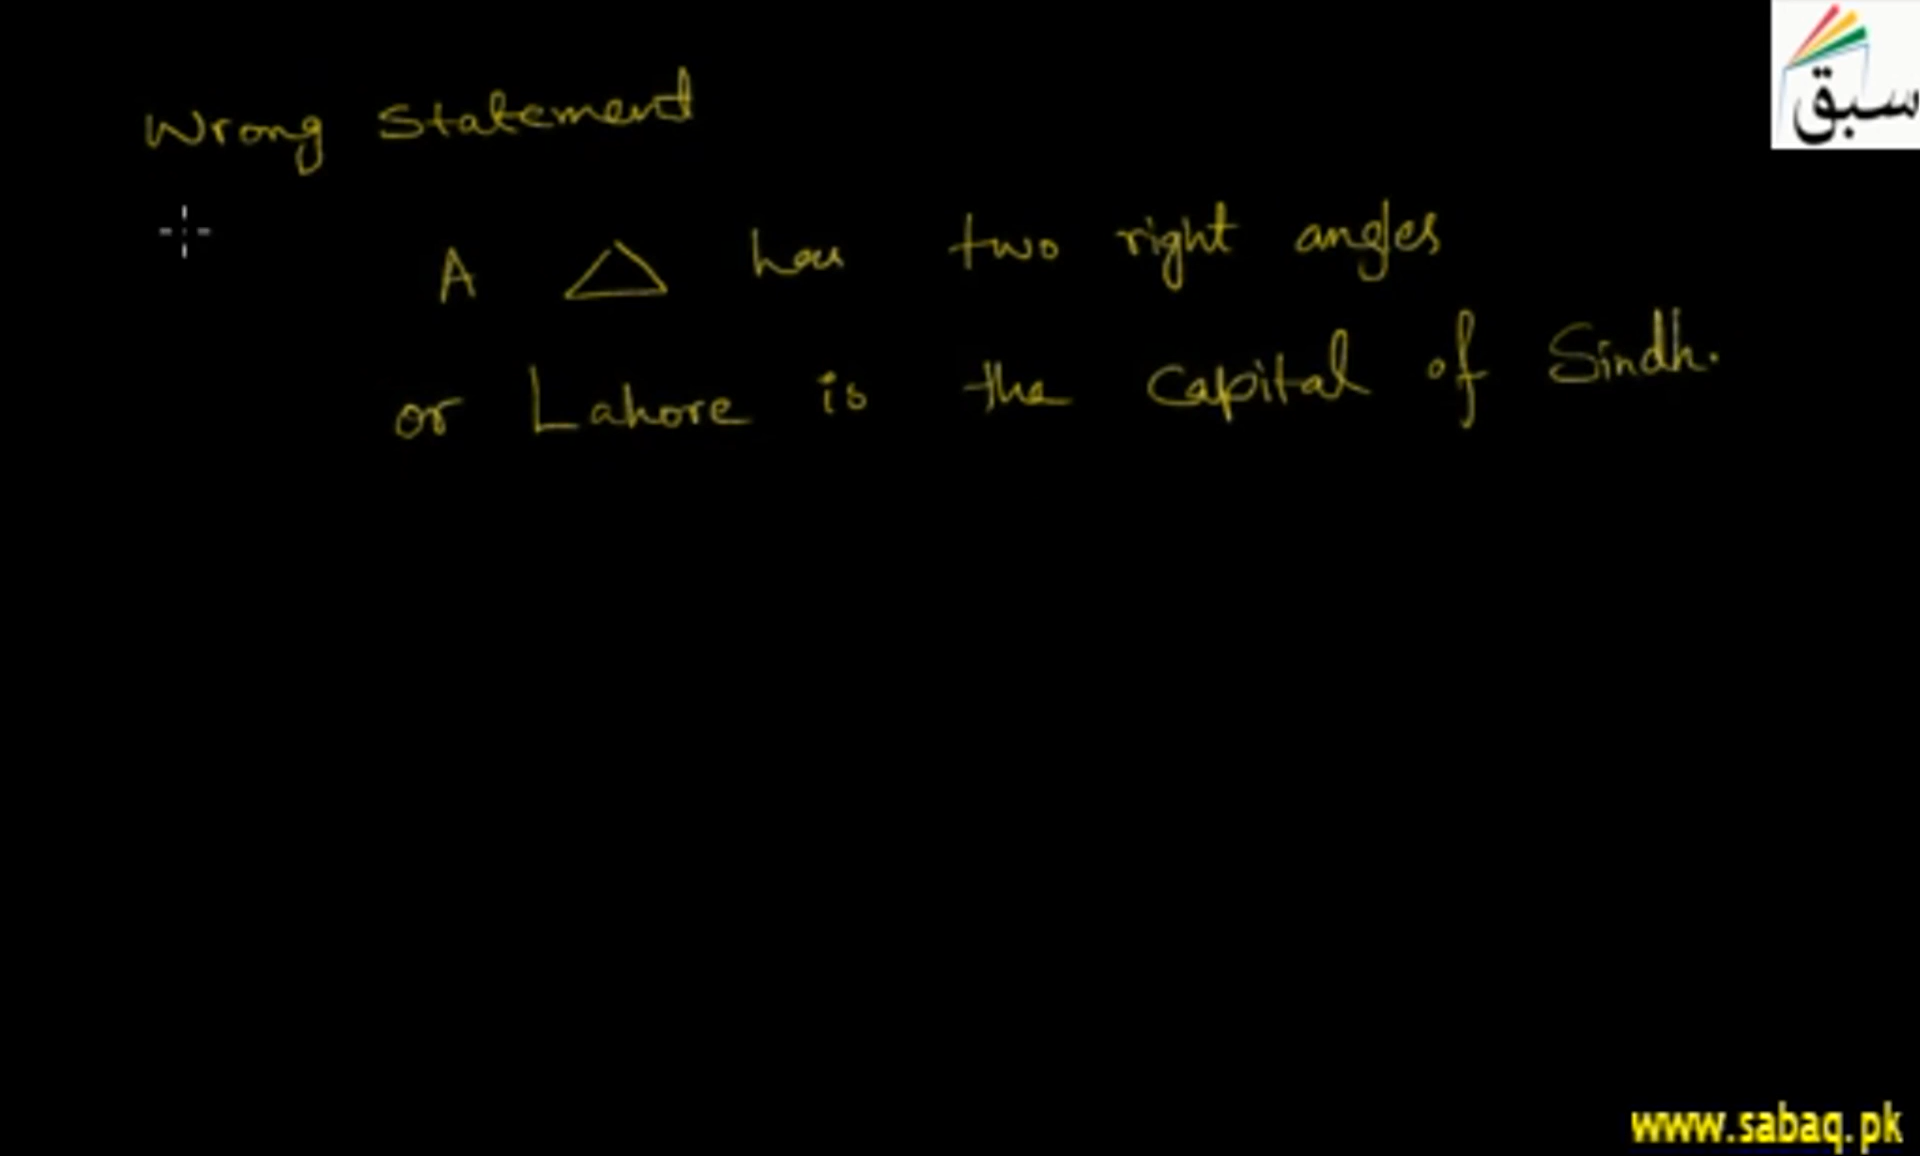 سبق
Wrong Statement
A △ has two right angles
or Lahore is the Capital of Sindh.
www.sabaq.pk